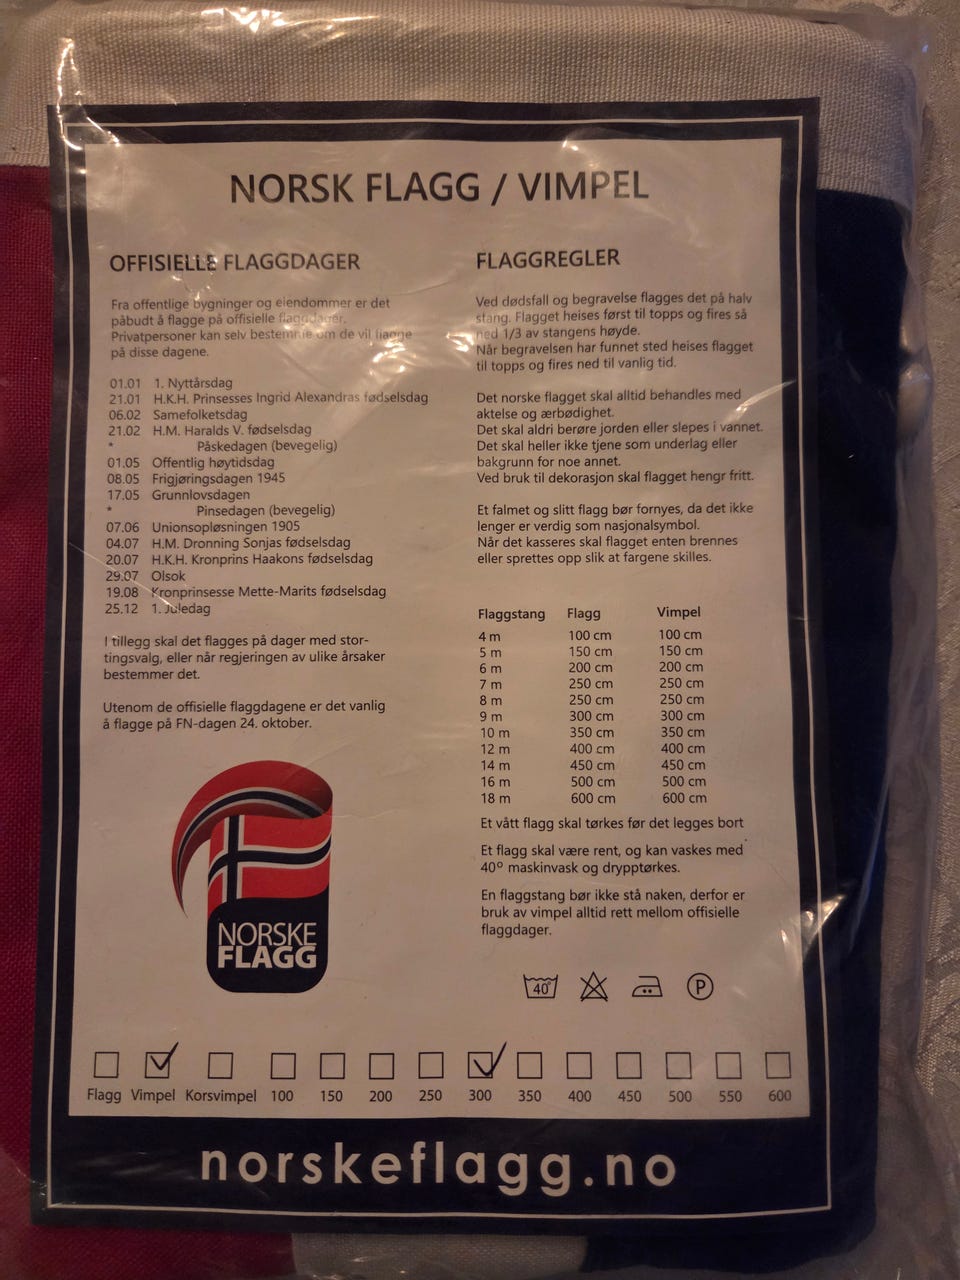 NORSK FLAGG / VIMPEL
OFFISIELLE FLAGGDAGER
Fra offentlige bygninger og eiendommer er det
påbudt å flagge på offisielle flaggdager.
Privatpersoner kan selv bestemme om de vil flagge
på disse dagene.
01.01 1. Nyttårsdag
21.01 H.K.H. Prinsesses Ingrid Alexandras fødselsdag
06.02 Samefolketsdag
21.02 H.M. Haralds V. fødselsdag
* Påskedagen (bevegelig)
01.05 Offentlig høytidsdag
08.05 Frigjøringsdagen 1945
17.05 Grunnlovsdagen
* Pinsedagen (bevegelig)
07.06 Unionsopløsningen 1905
04.07 H.M. Dronning Sonjas fødselsdag
20.07 H.K.H. Kronprins Haakons fødselsdag
29.07 Olsok
19.08 Kronprinsesse Mette-Marits fødselsdag
25.12 1. Juledag
I tillegg skal det flagges på dager med stor-
tingsvalg, eller når regjeringen av ulike årsaker
bestemmer det.
Utenom de offisielle flaggdagene er det vanlig
å flagge på FN-dagen 24. oktober.
NORSKE
FLAGG
FLAGGREGLER
Ved dødsfall og begravelse flagges det på halv
stang. Flagget heises først til topps og fires så
ned 1/3 av stangens høyde.
Når begravelsen har funnet sted heises flagget
til topps og fires ned til vanlig tid.
Det norske flagget skal alltid behandles med
aktelse og ærbødighet.
Det skal aldri berøre jorden eller slepes i vannet.
Det skal heller ikke tjene som underlag eller
bakgrunn for noe annet.
Ved bruk til dekorasjon skal flagget hengr fritt.
Et falmet og slitt flagg bør fornyes, da det ikke
lenger er verdig som nasjonalsymbol.
Når det kasseres skal flagget enten brennes
eller sprettes opp slik at fargene skilles.
Flaggstang Flagg Vimpel
4 m 100 cm 100 cm
5 m 150 cm 150 cm
6 m 200 cm 200 cm
7 m 250 cm 250 cm
8 m 250 cm 250 cm
9 m 300 cm 300 cm
10 m 350 cm 350 cm
12 m 400 cm 400 cm
14 m 450 cm 450 cm
16 m 500 cm 500 cm
18 m 600 cm 600 cm
Et vått flagg skal tørkes før det legges bort
Et flagg skal være rent, og kan vaskes med
40º maskinvask og drypptørkes.
En flaggstang bør ikke stå naken, derfor er
bruk av vimpel alltid rett mellom offisielle
flaggdager.
40° P
Flagg Vimpel Korsvimpel 100 150 200 250 300 350 400 450 500 550 600
norskeflagg.no